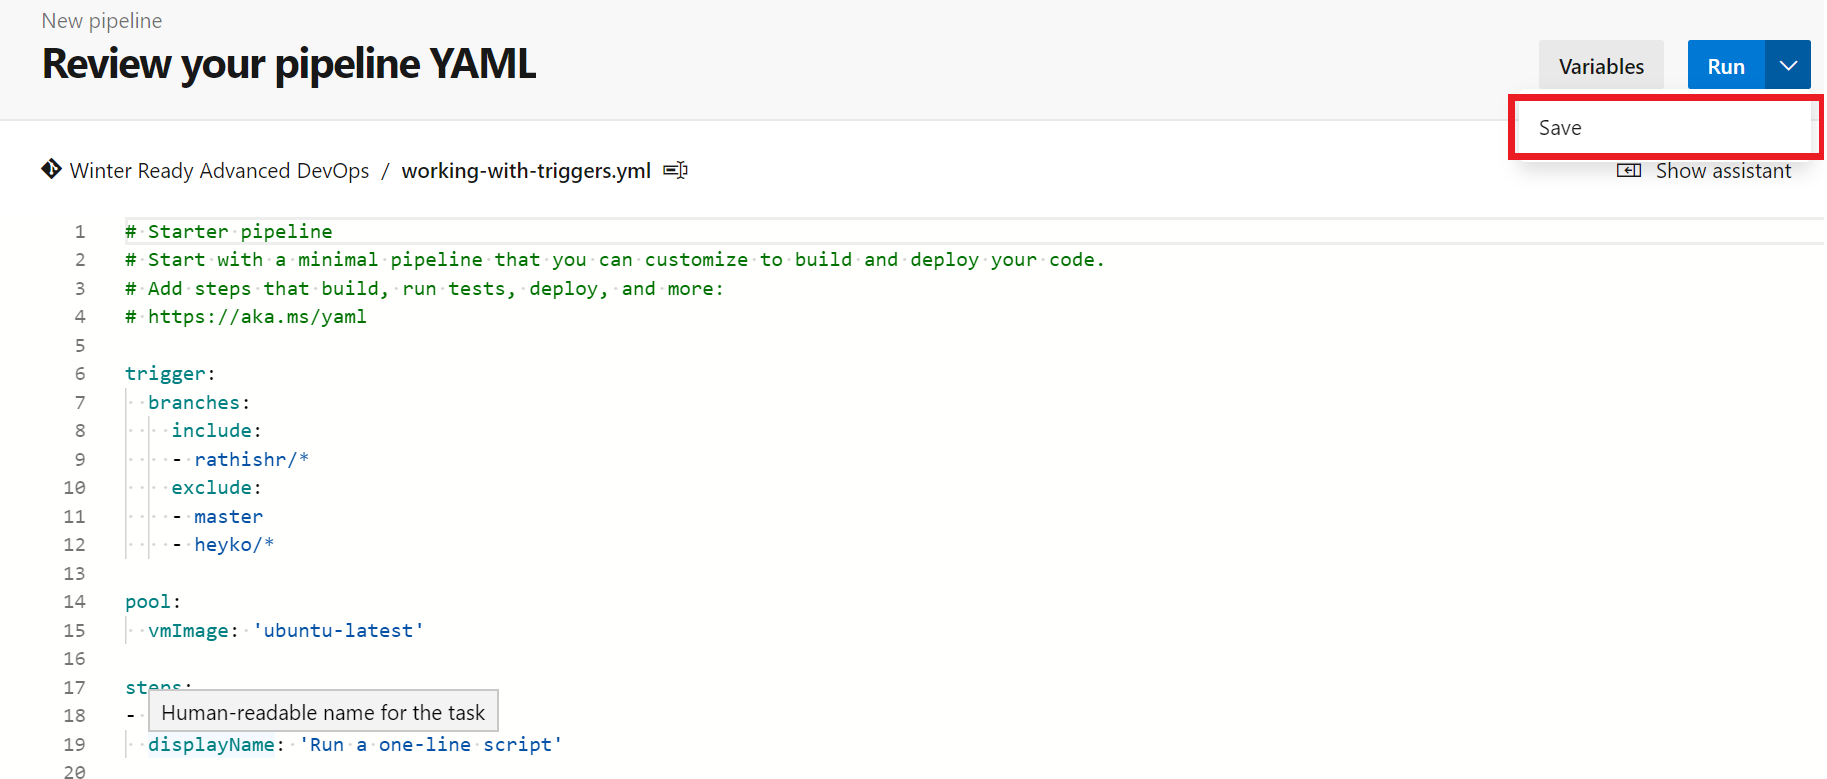 New pipeline
Review your pipeline YAML
Variables
Run
Save
Winter Ready Advanced DevOps / working-with-triggers.yml
Show assistant
1 # Starter pipeline
2 # Start with a minimal pipeline that you can customize to build and deploy your code.
3 # Add steps that build, run tests, deploy, and more:
4 # https://aka.ms/yaml
5
6 trigger:
7   branches:
8     include:
9     - rathishr/*
10     exclude:
11     - master
12     - heyko/*
13
14 pool:
15   vmImage: 'ubuntu-latest'
16
17 steps:
18 -
Human-readable name for the task
19   displayName: 'Run a one-line script'
20